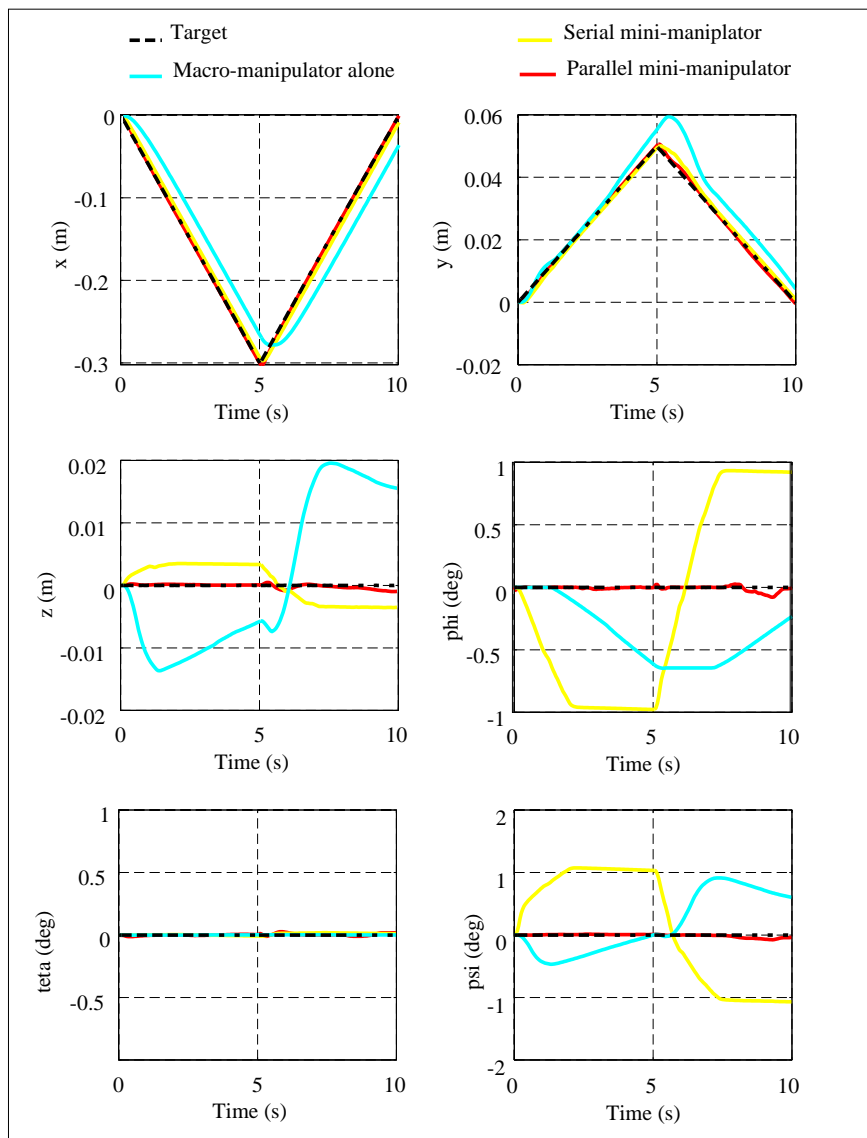 Target
Serial mini-maniplator
Macro-manipulator alone
Parallel mini-manipulator
0
-0.1
-0.2
-0.3
x (m)
0
5
10
Time (s)
0.06
0.04
0.02
0
-0.02
y (m)
0
5
10
Time (s)
0.02
0.01
0
-0.01
-0.02
z (m)
0
5
10
Time (s)
1
0.5
0
-0.5
-1
phi (deg)
0
5
10
Time (s)
1
0.5
0
-0.5
teta (deg)
0
5
10
Time (s)
2
1
0
-1
-2
psi (deg)
0
5
10
Time (s)